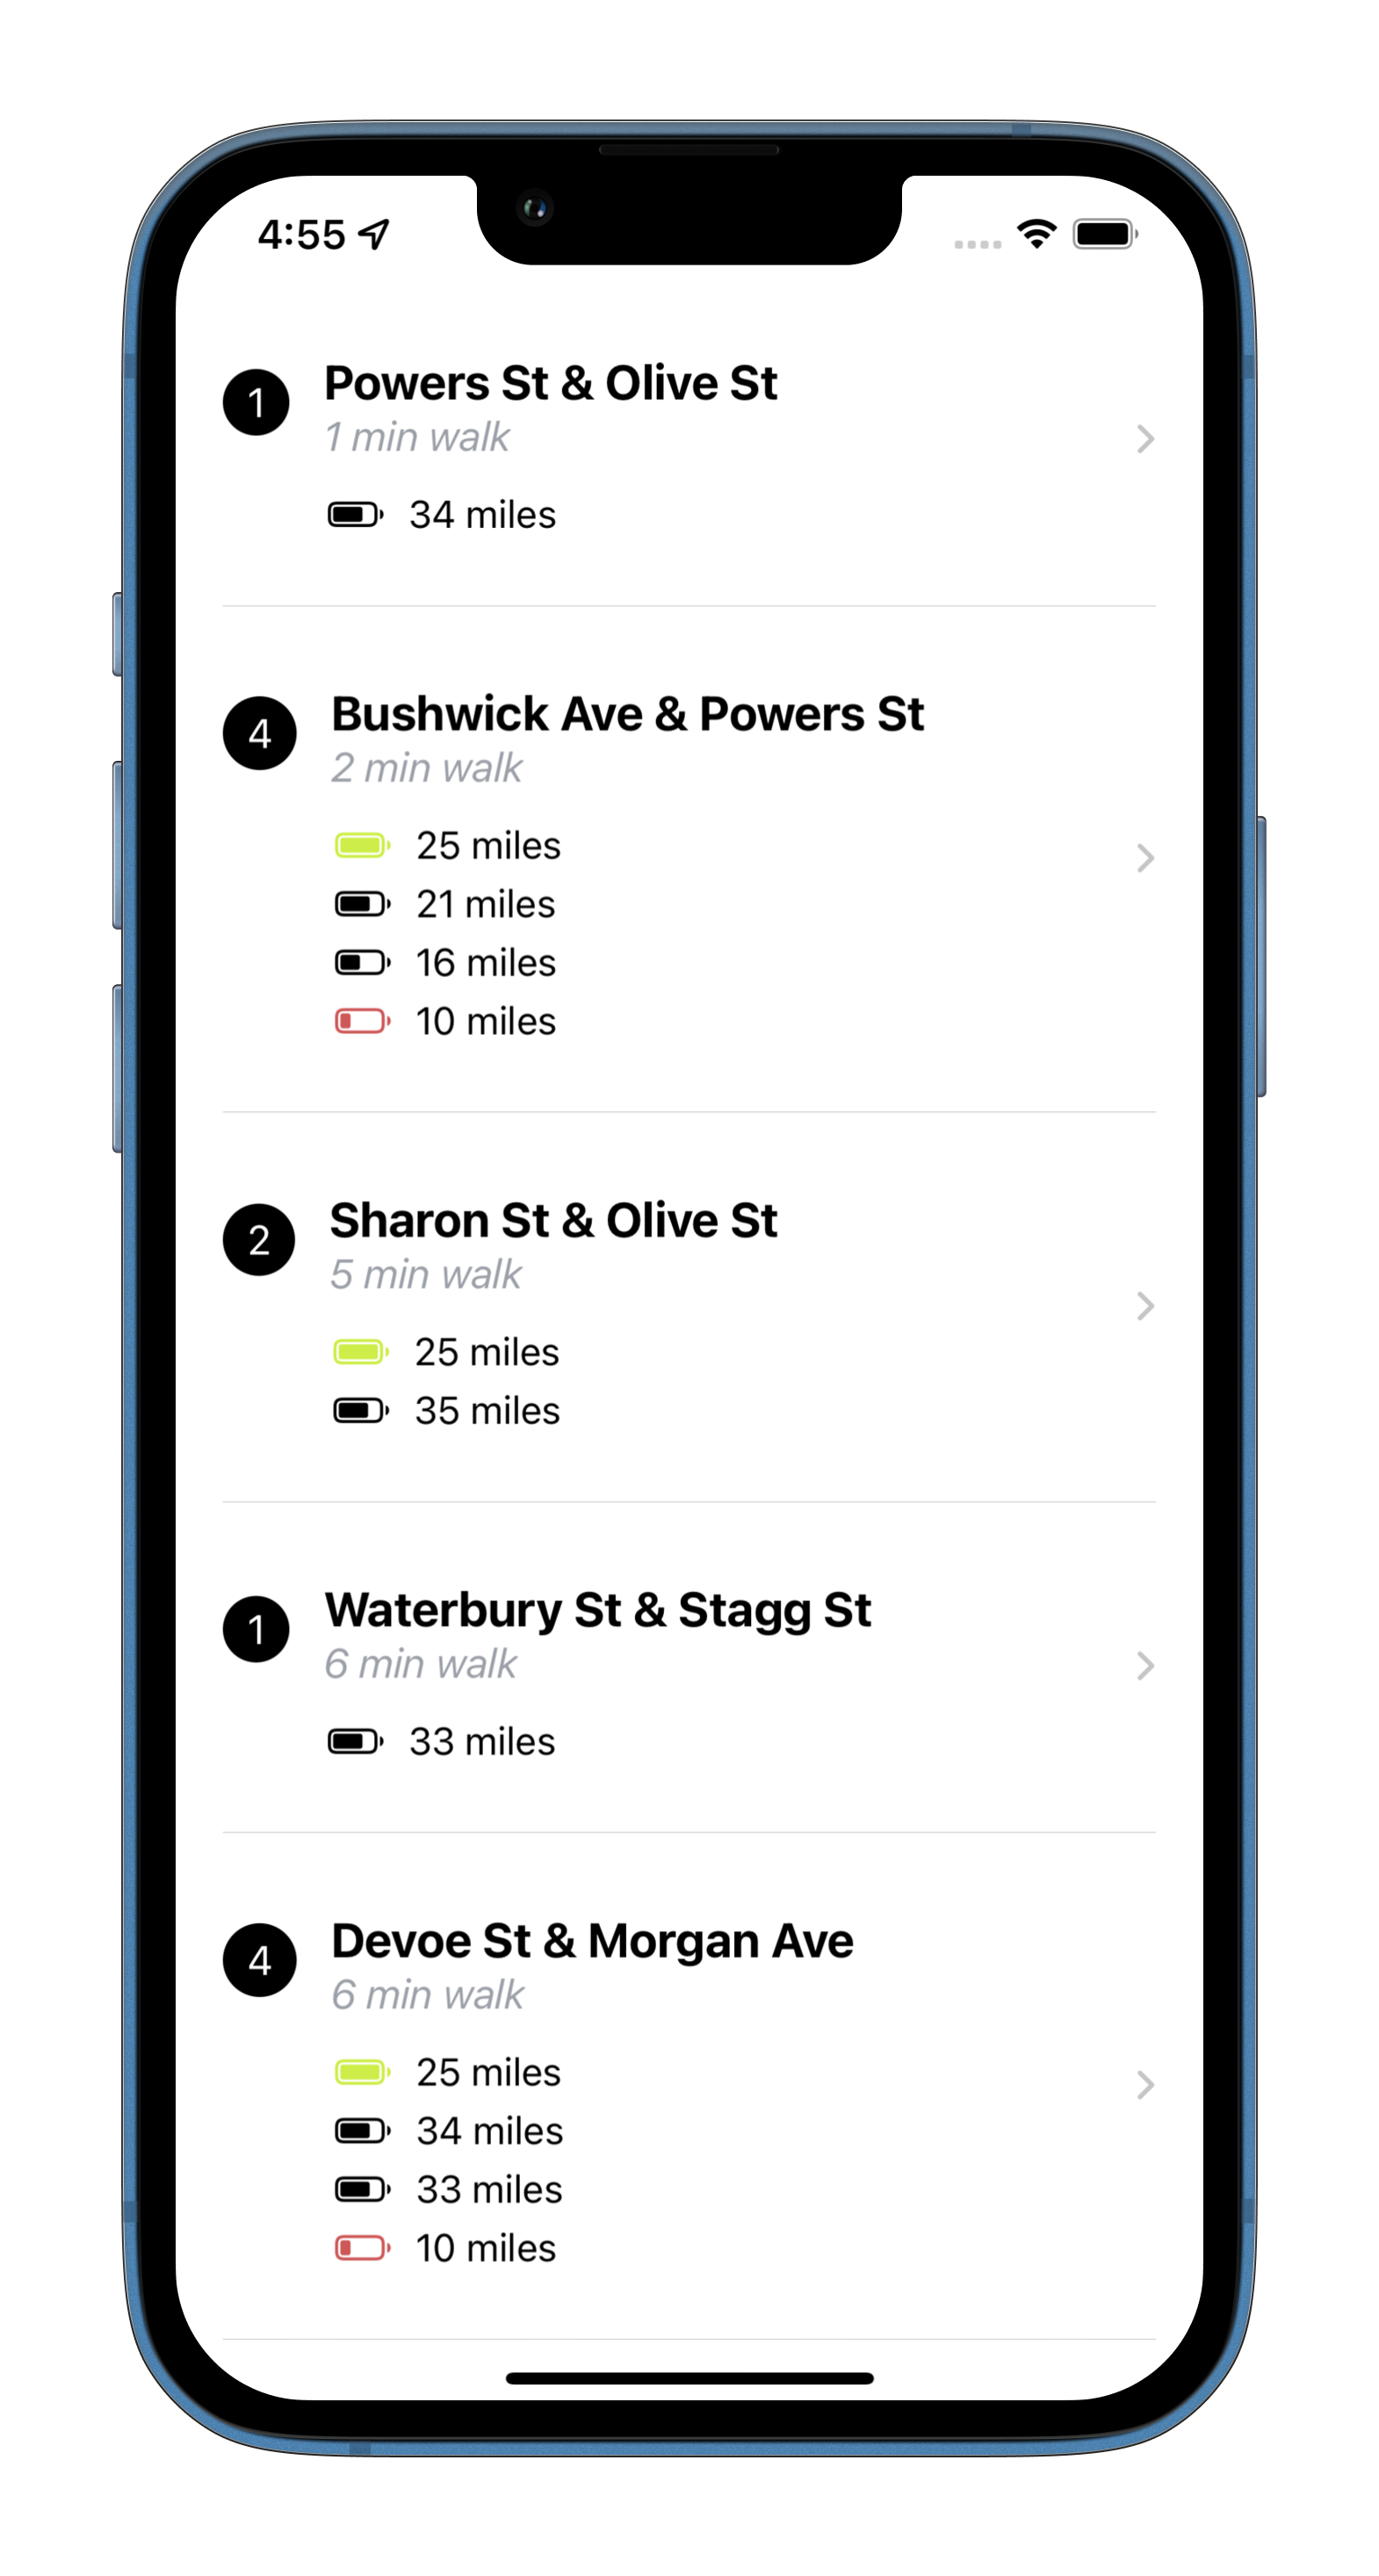 4:55
1
Powers St & Olive St
1 min walk
34 miles
4
Bushwick Ave & Powers St
2 min walk
25 miles
21 miles
16 miles
10 miles
2
Sharon St & Olive St
5 min walk
25 miles
35 miles
1
Waterbury St & Stagg St
6 min walk
33 miles
4
Devoe St & Morgan Ave
6 min walk
25 miles
34 miles
33 miles
10 miles